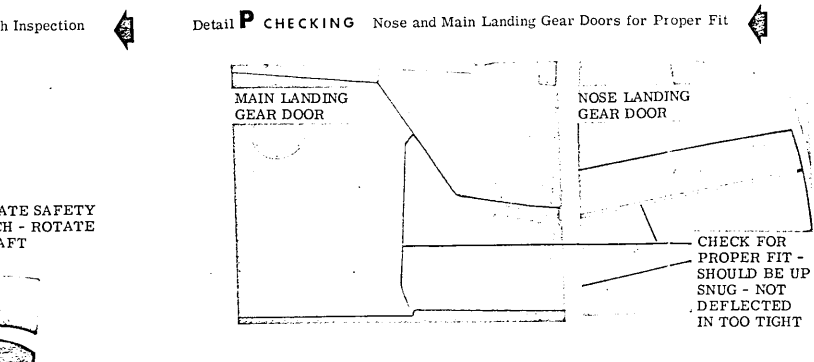 h Inspection
Detail P CHECKING Nose and Main Landing Gear Doors for Proper Fit
MAIN LANDING
GEAR DOOR
NOSE LANDING
GEAR DOOR
ATE SAFETY
CH - ROTATE
AFT
CHECK FOR
PROPER FIT -
SHOULD BE UP
SNUG - NOT
DEFLECTED
IN TOO TIGHT